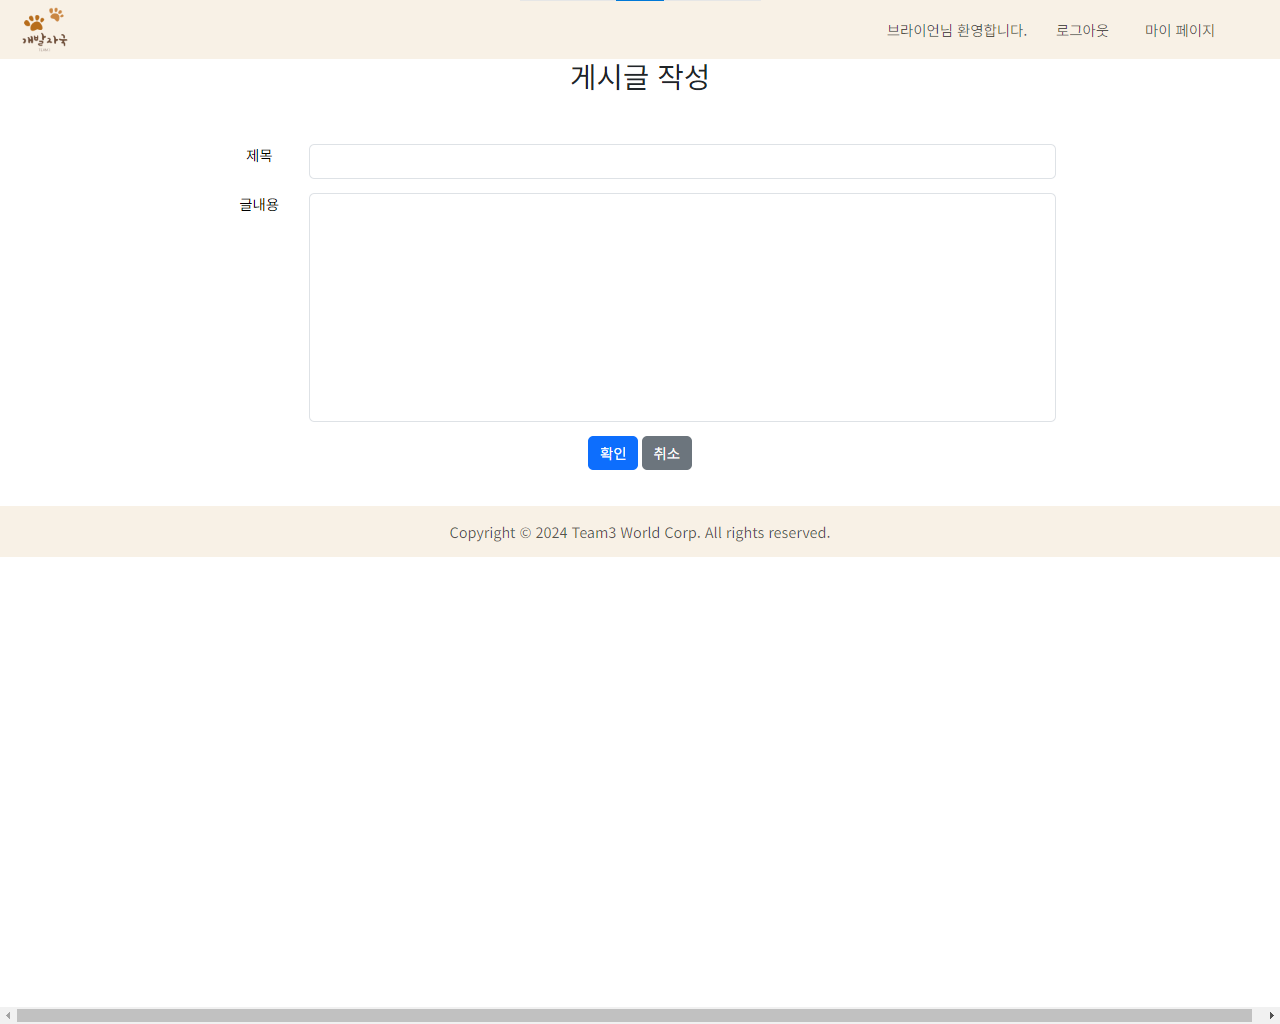 개발자국
브라이언님 환영합니다. 로그아웃 마이 페이지
게시글 작성
제목
글내용
확인 취소
Copyright © 2024 Team3 World Corp. All rights reserved.